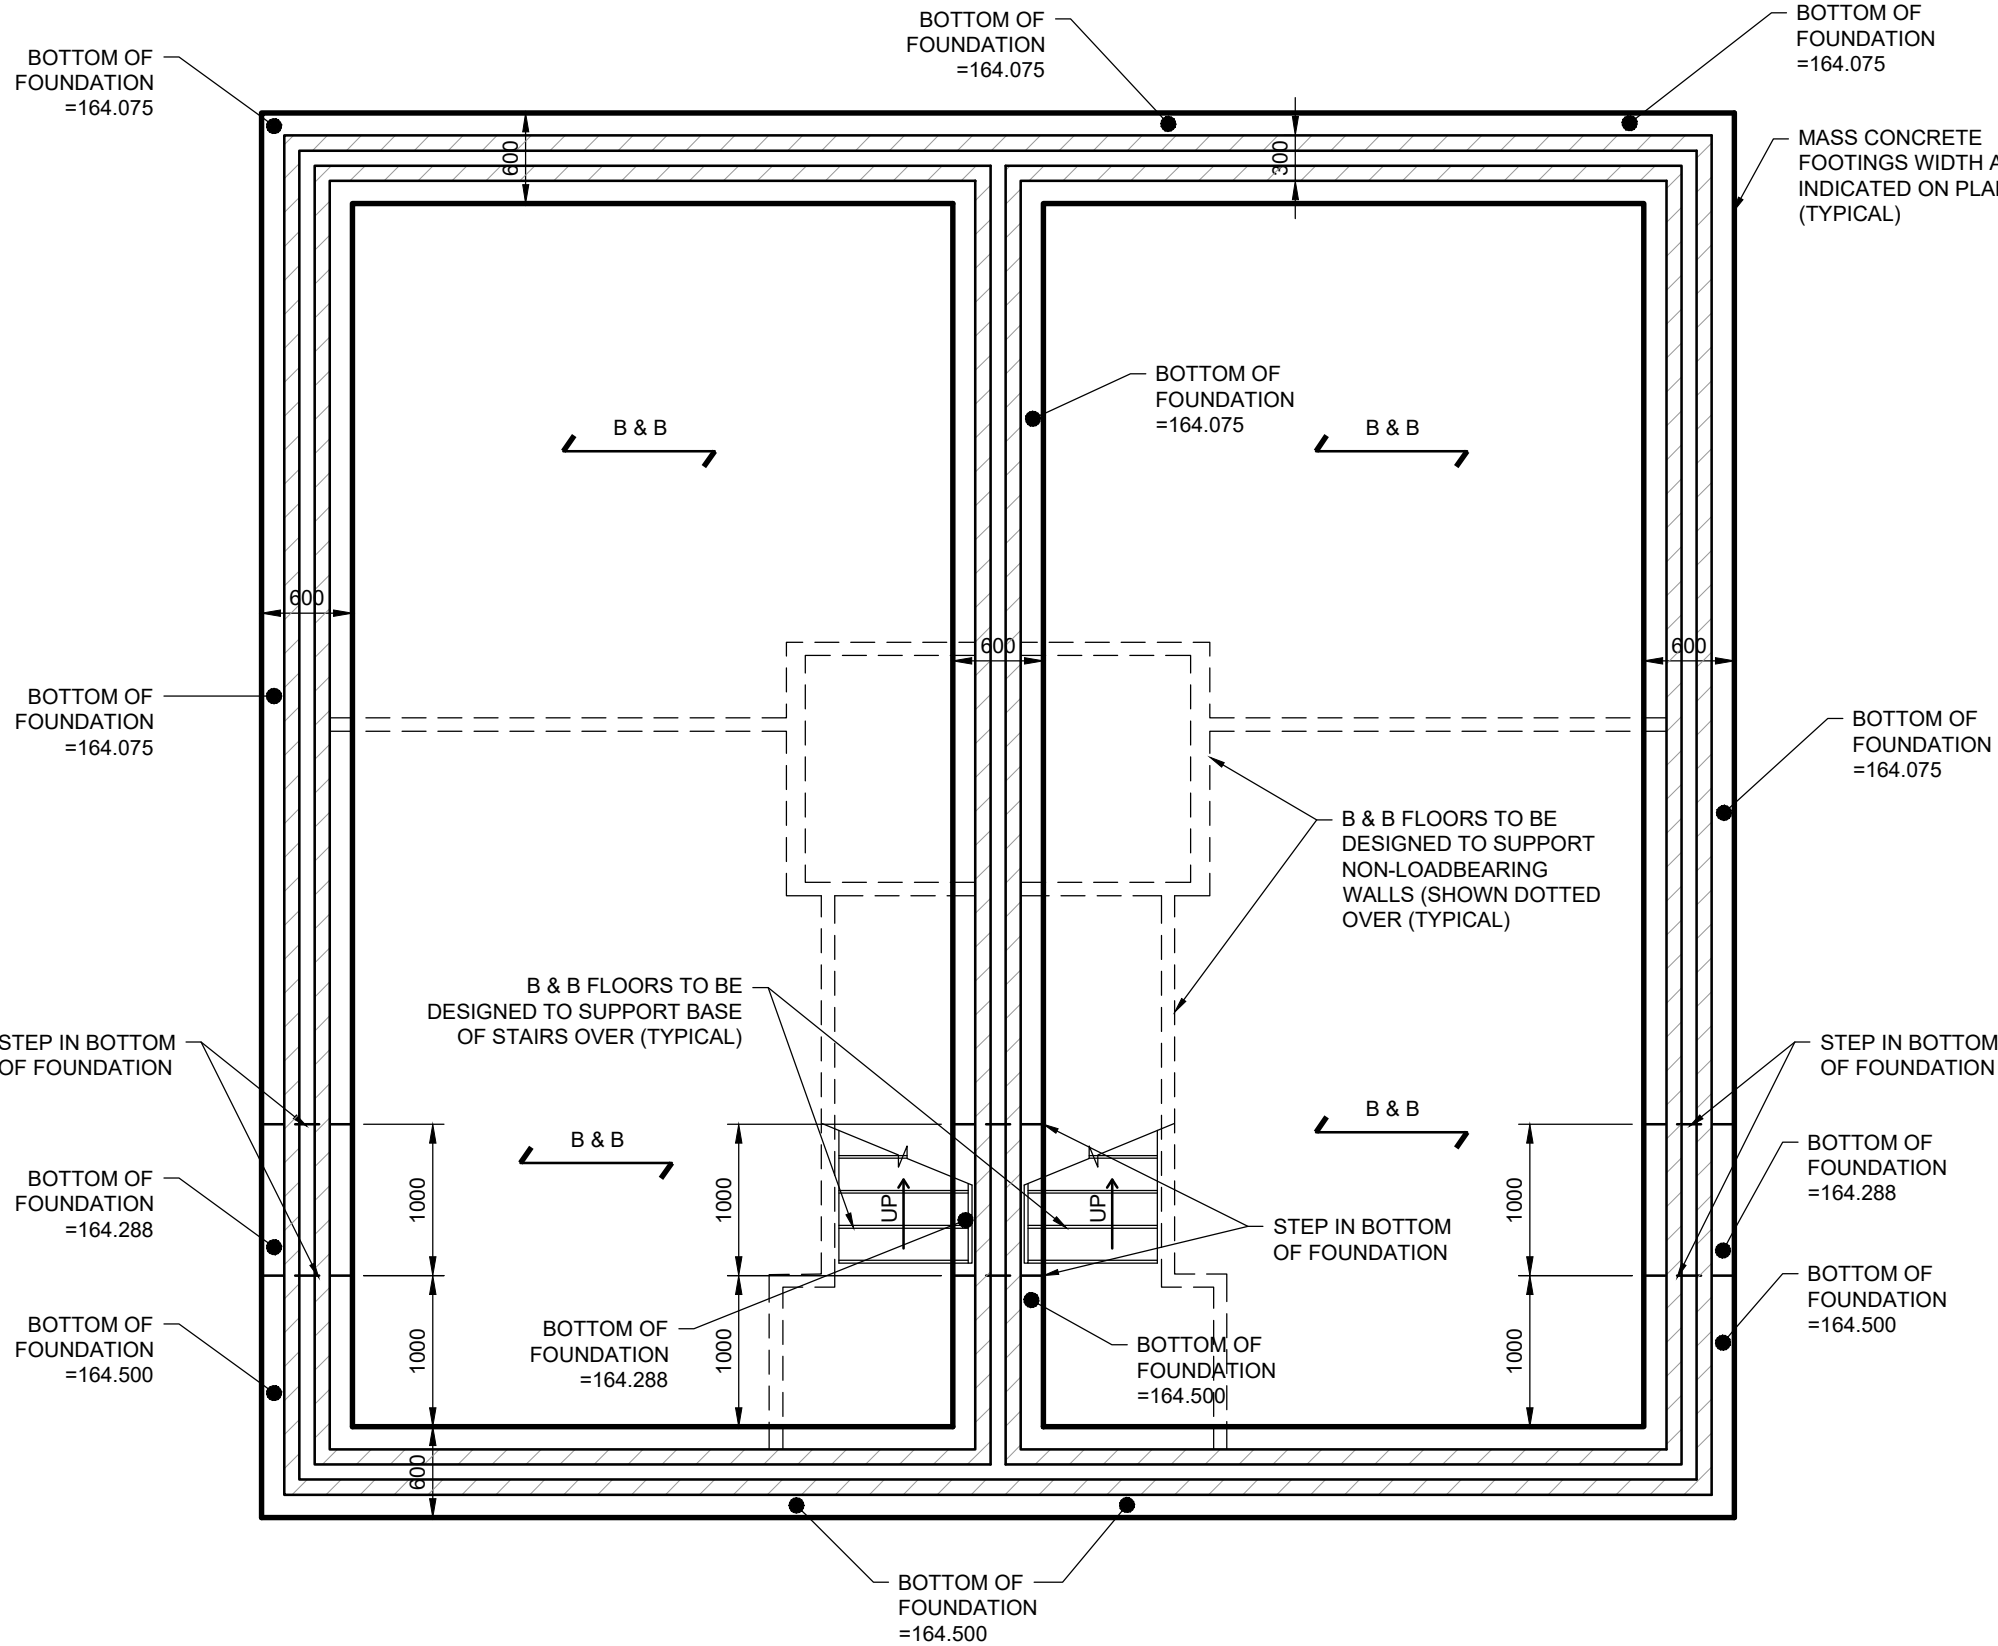 BOTTOM OF
FOUNDATION
=164.075
BOTTOM OF
FOUNDATION
=164.075
BOTTOM OF
FOUNDATION
=164.075
MASS CONCRETE
FOOTINGS WIDTH A
INDICATED ON PLA
(TYPICAL)
600
300
BOTTOM OF
FOUNDATION
=164.075
B & B
B & B
600
600
600
BOTTOM OF
FOUNDATION
=164.075
BOTTOM OF
FOUNDATION
=164.075
B & B FLOORS TO BE
DESIGNED TO SUPPORT
NON-LOADBEARING
WALLS (SHOWN DOTTED
OVER (TYPICAL)
B & B FLOORS TO BE
DESIGNED TO SUPPORT BASE
OF STAIRS OVER (TYPICAL)
STEP IN BOTTOM
OF FOUNDATION
STEP IN BOTTOM
OF FOUNDATION
B & B
B & B
BOTTOM OF
FOUNDATION
=164.288
1000
1000
UP
UP
1000
BOTTOM OF
FOUNDATION
=164.288
STEP IN BOTTOM
OF FOUNDATION
BOTTOM OF
FOUNDATION
=164.500
BOTTOM OF
FOUNDATION
=164.500
1000
BOTTOM OF
FOUNDATION
=164.288
1000
BOTTOM OF
FOUNDATION
=164.500
1000
600
BOTTOM OF
FOUNDATION
=164.500